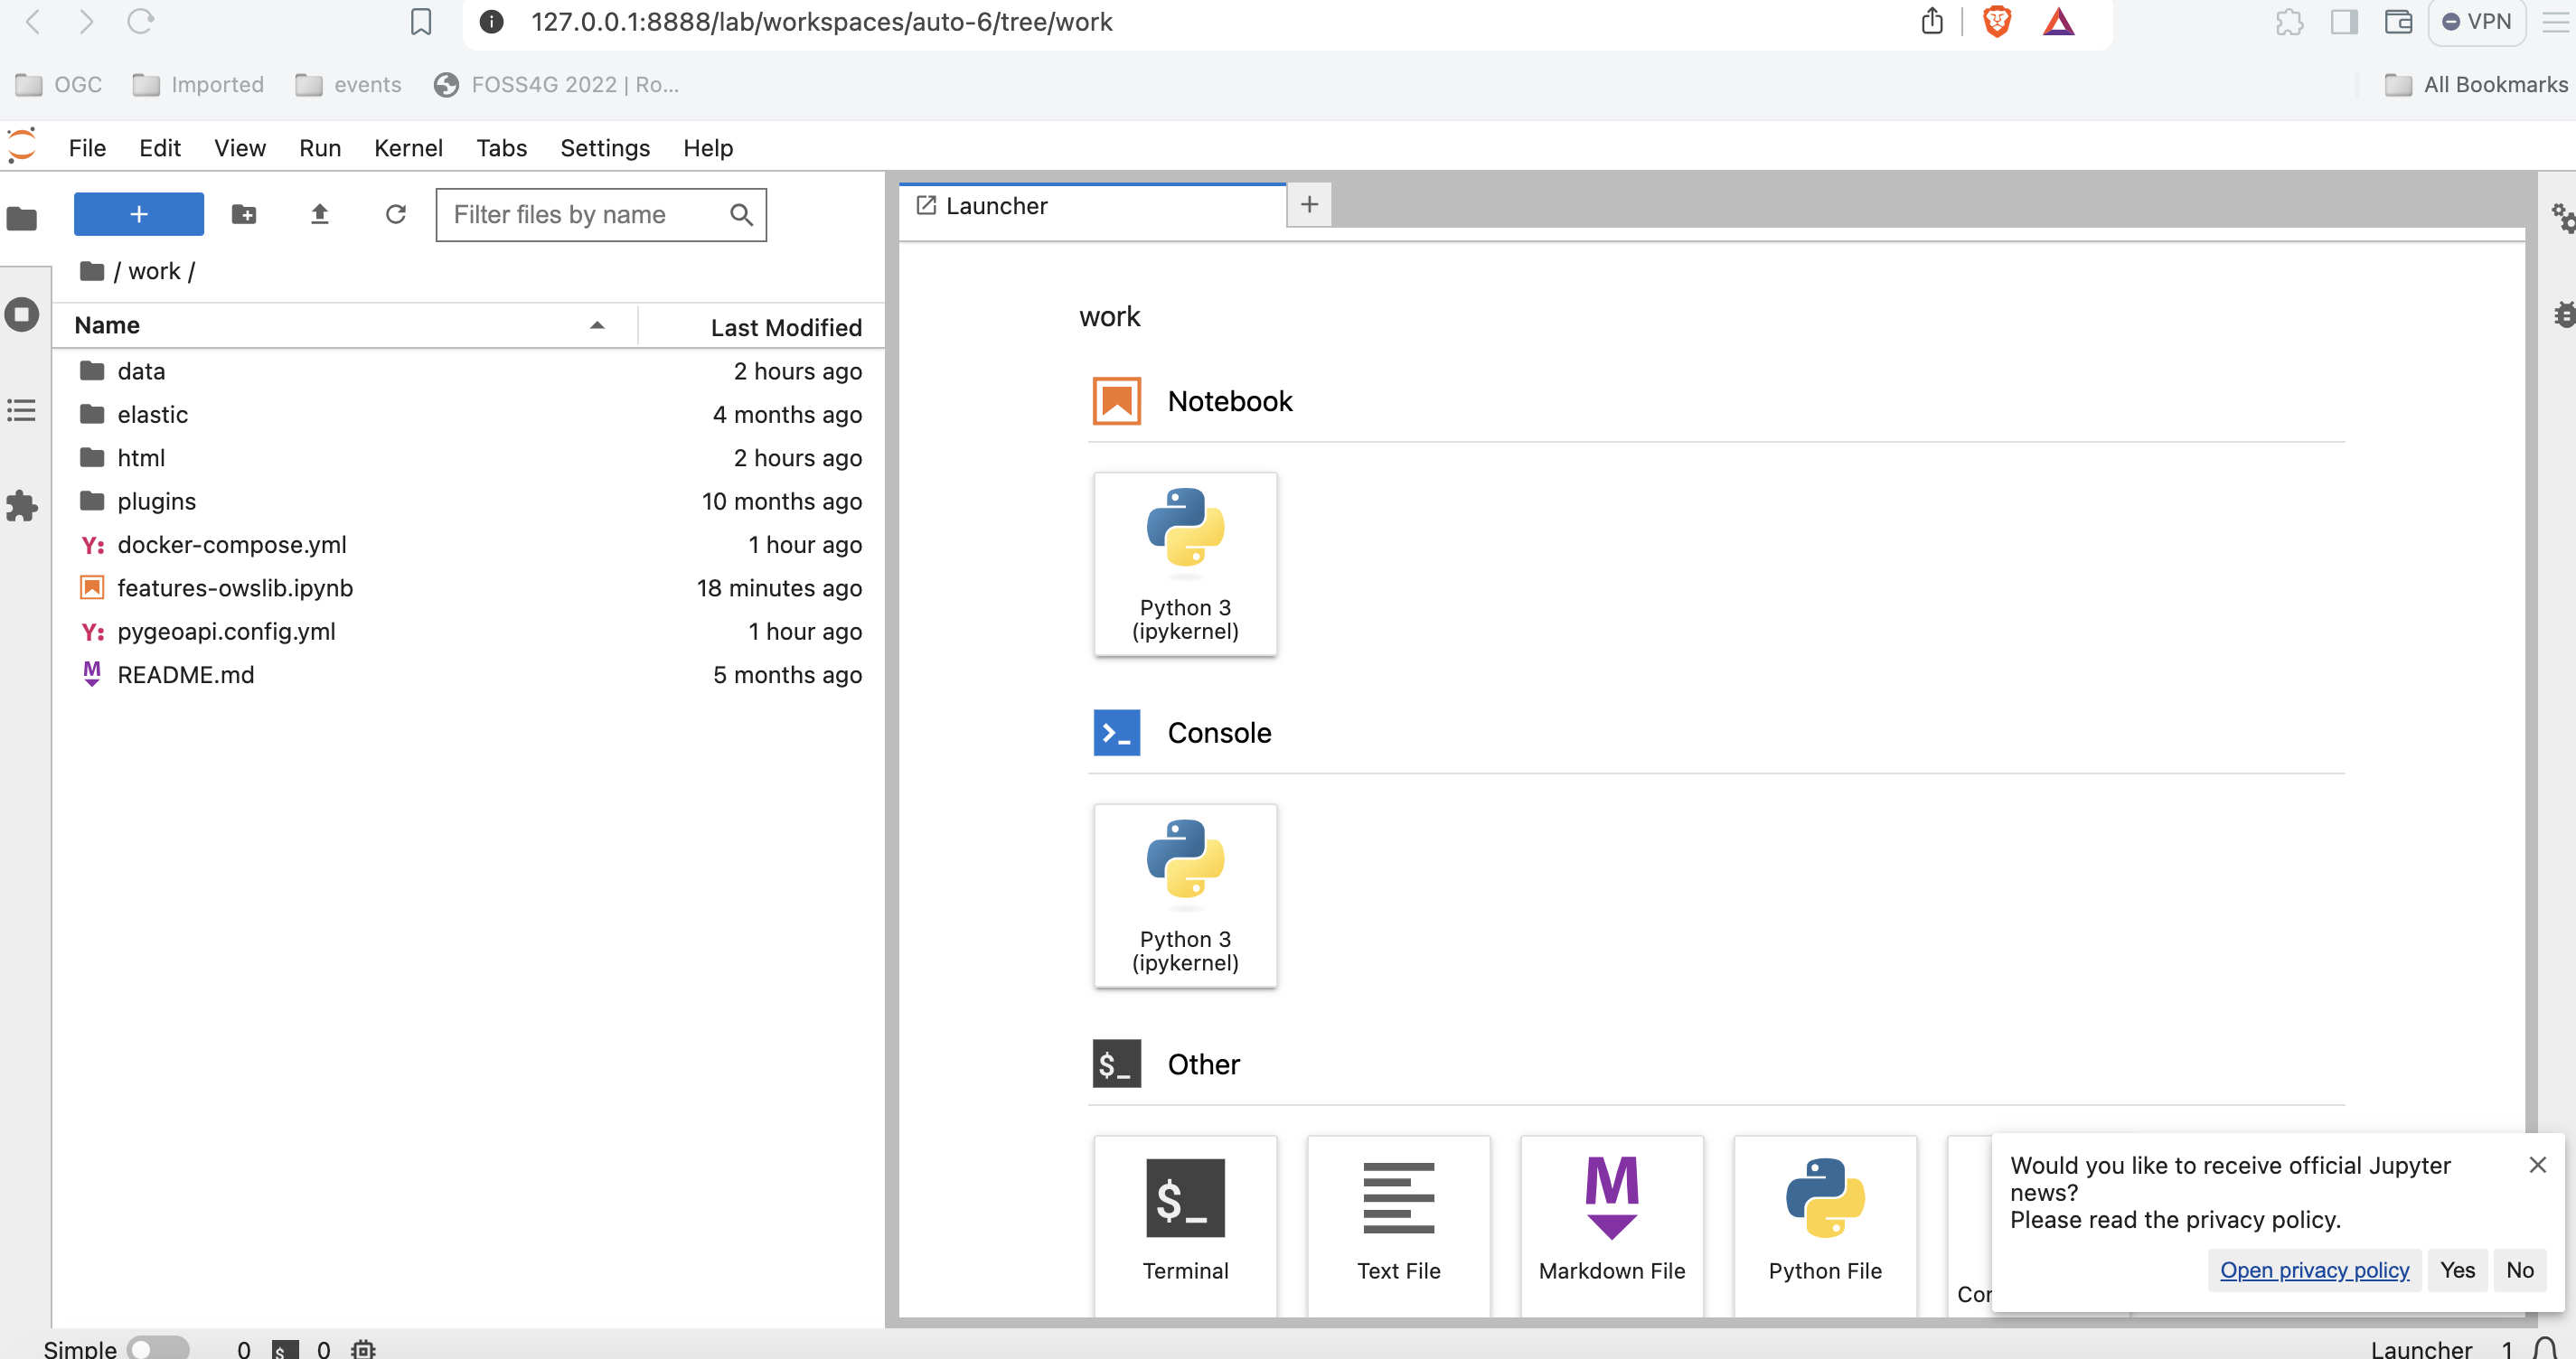 127.0.0.1:8888/lab/workspaces/auto-6/tree/work
VPN
OGC
Imported
events
FOSS4G 2022 | Ro...
All Bookmarks
File Edit View Run Kernel Tabs Settings Help
+
Filter files by name
/ work /
Name
Last Modified
data
2 hours ago
elastic
4 months ago
html
2 hours ago
plugins
10 months ago
Y: docker-compose.yml
1 hour ago
features-owslib.ipynb
18 minutes ago
Y: pygeoapi.config.yml
1 hour ago
M README.md
5 months ago
Launcher
+
work
Notebook
Python 3
(ipykernel)
>_ Console
Python 3
(ipykernel)
$_ Other
$_
Terminal
Text File
M
Markdown File
Python File
Cor
Would you like to receive official Jupyter
news?
Please read the privacy policy.
Open privacy policy
Yes
No
Simple
0
$
0
Launcher
1